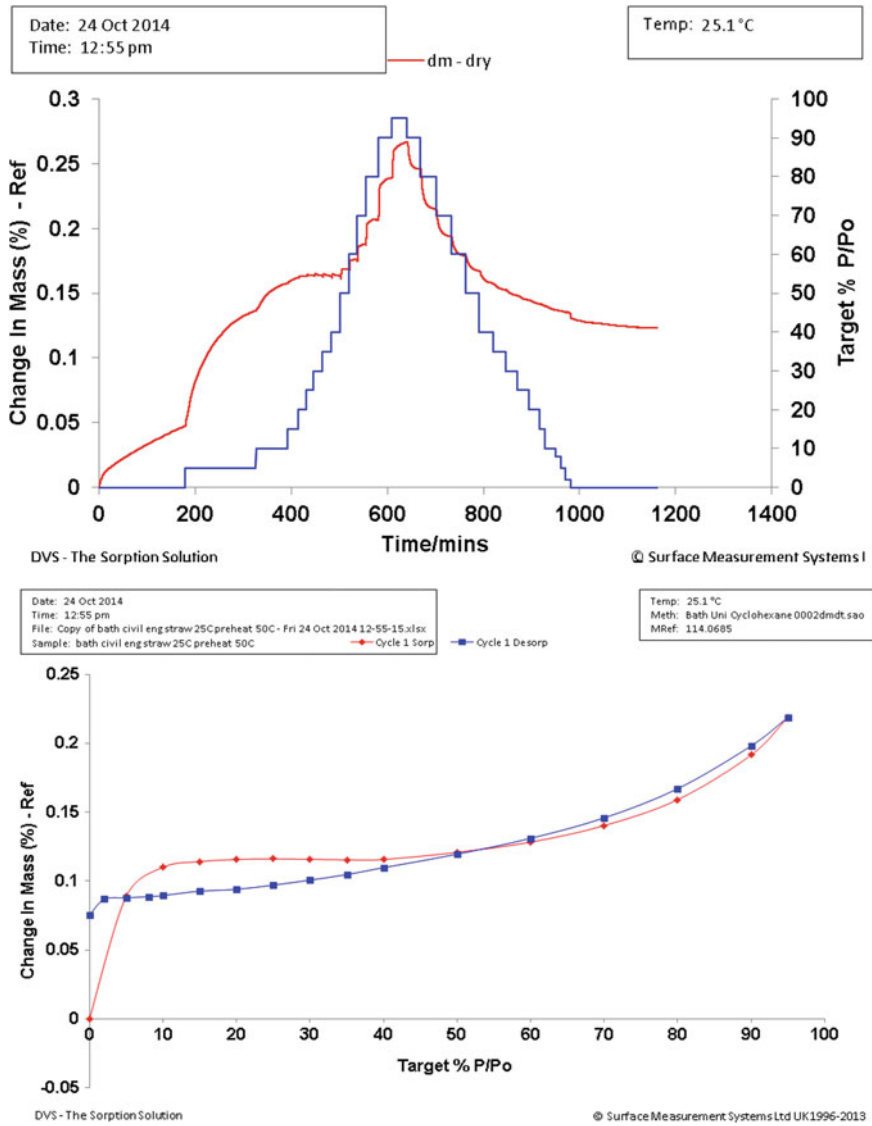 Date: 24 Oct 2014
Time: 12:55 pm
Temp: 25.1 °C
dm - dry
Change In Mass (%) - Ref
0.3
0.25
0.2
0.15
0.1
0.05
0
Target % P/Po
100
90
80
70
60
50
40
30
20
10
0
0 200 400 600 800 1000 1200 1400
Time/mins
DVS - The Sorption Solution
© Surface Measurement Systems l
Date: 24 Oct 2014
Time: 12:55 pm
File: Copy of bath civil eng straw 25C preheat 50C - Fri 24 Oct 2014 12-55-15.xlsx
Sample: bath civil eng straw 25C preheat 50C
Cycle 1 Sorp Cycle 1 Desorp
Temp: 25.1 °C
Meth: Bath Uni Cyclohexane 0002dmdt.sao
MRef: 114.0685
Change In Mass (%) - Ref
0.25
0.2
0.15
0.1
0.05
0
-0.05
0 10 20 30 40 50 60 70 80 90 100
Target % P/Po
DVS - The Sorption Solution
© Surface Measurement Systems Ltd UK 1996-2013